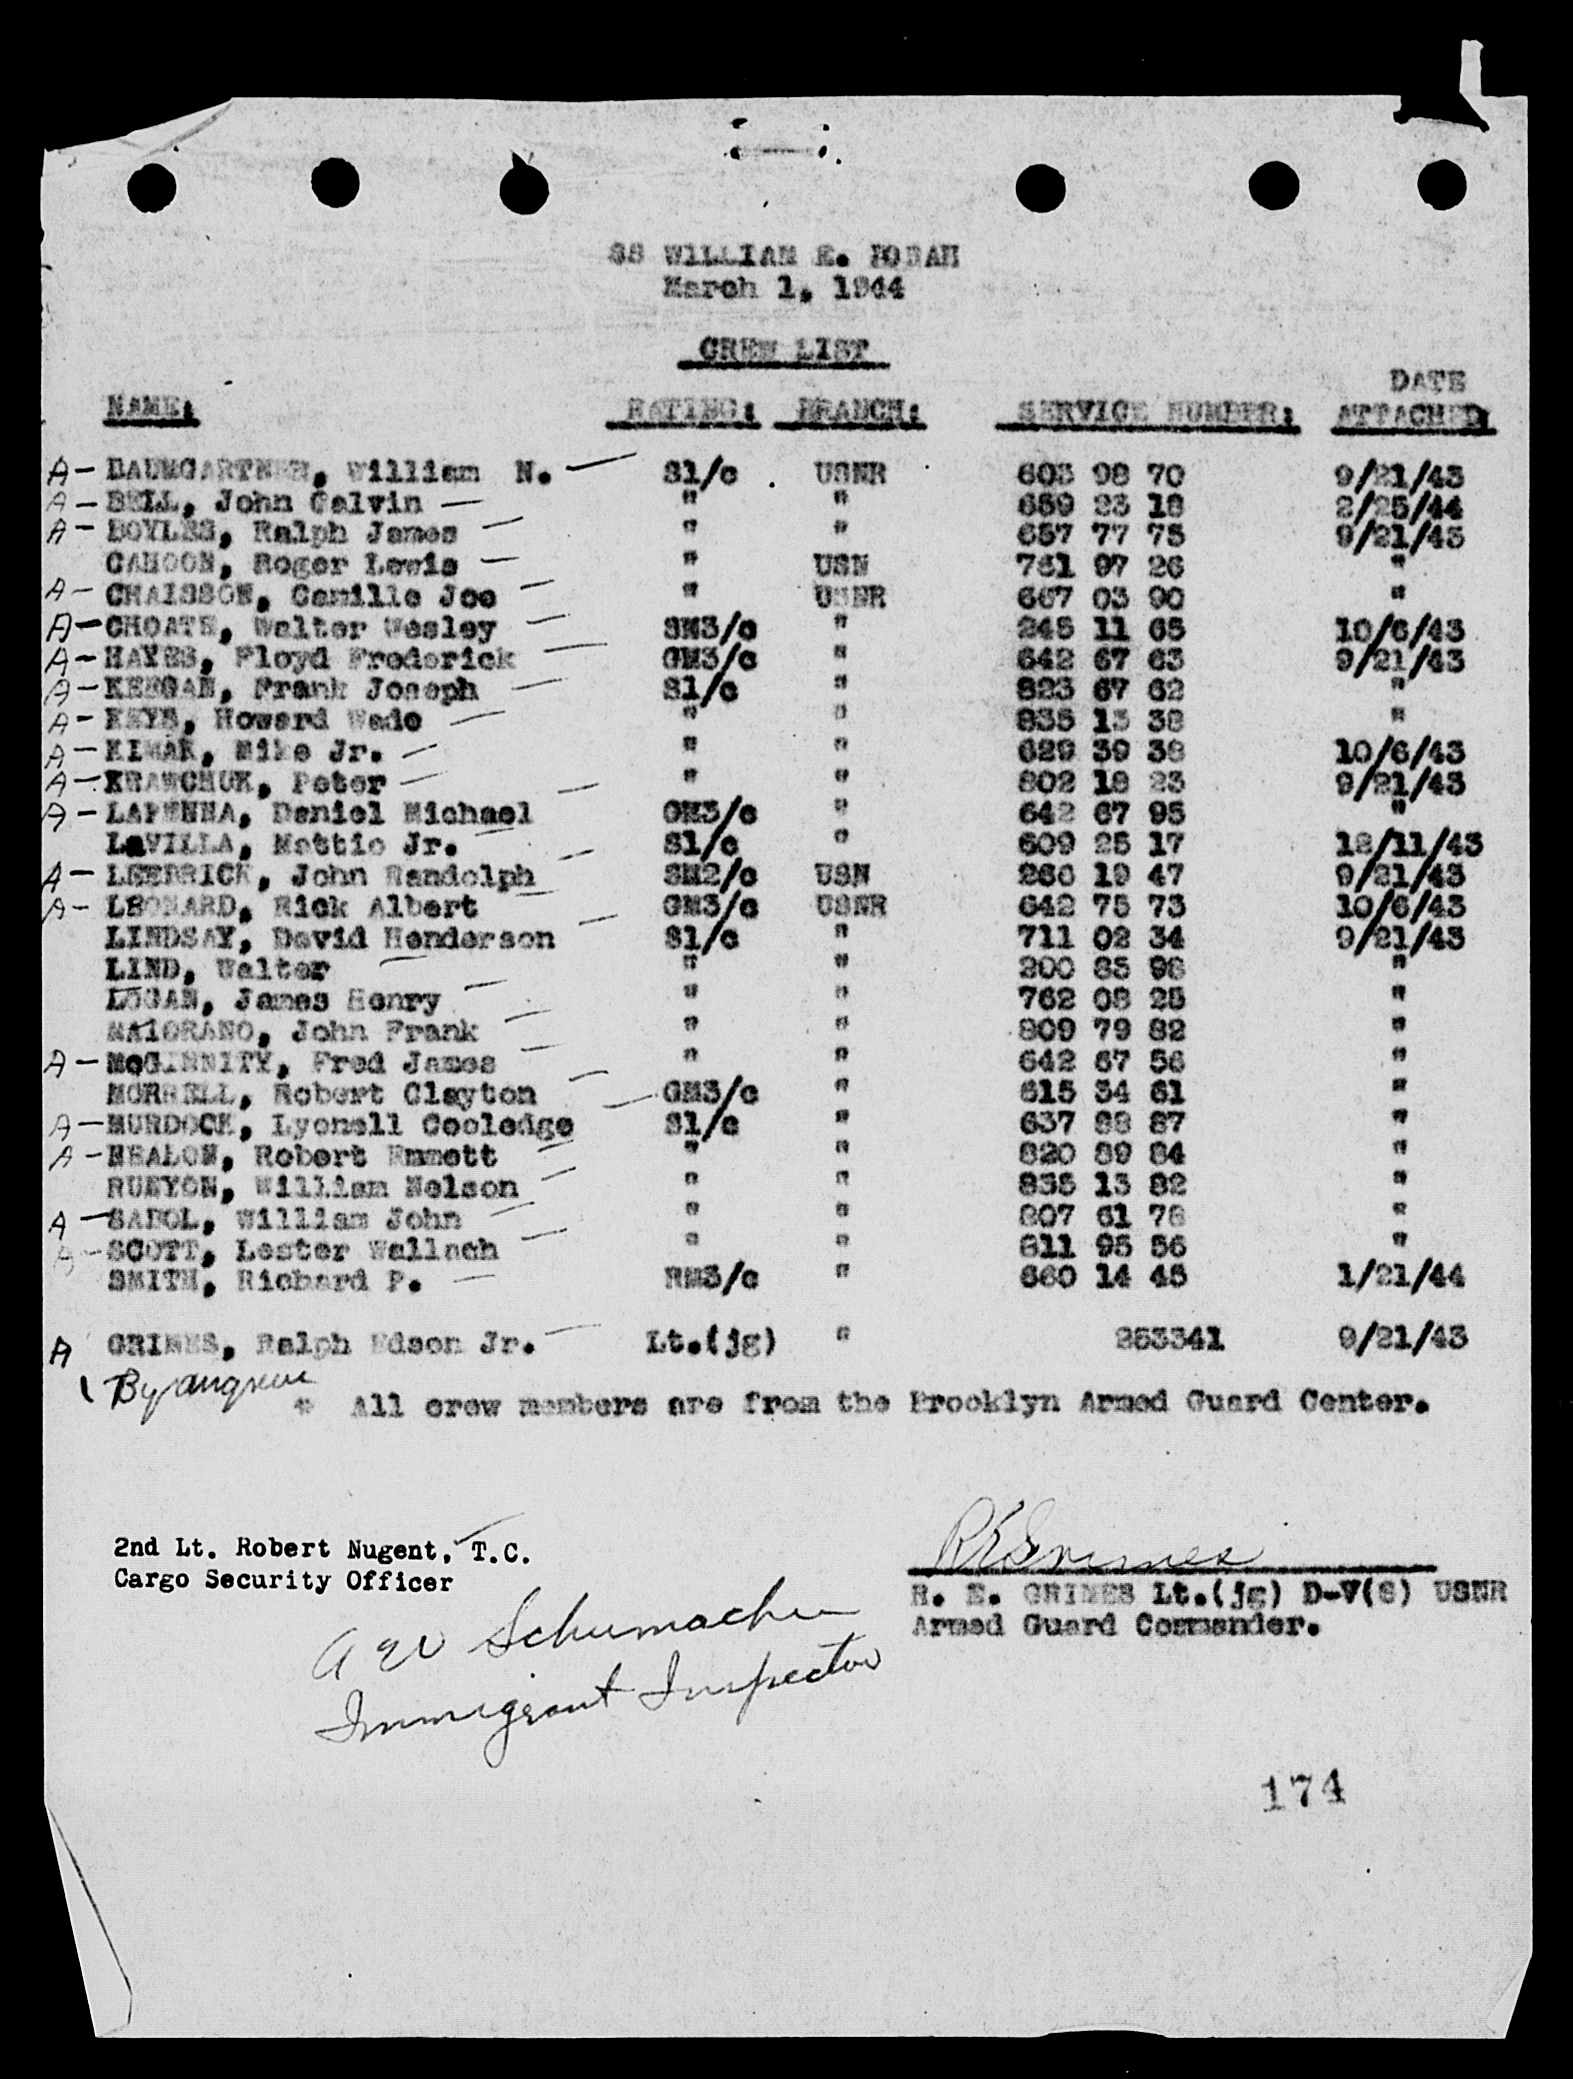 SS WILLIAM E. BORAH
March 1, 1944
CREW LIST
DATE
NAME: RATING: BRANCH: SERVICE NUMBER: ATTACHED
A- BAUMGARTNER, William N. — S1/c USNR 603 98 70 9/21/43
A- BELL, John Calvin — " " 659 23 18 2/25/44
A- BOYLES, Ralph James — " " 657 77 75 9/21/43
CAHOON, Roger Lewis — " USN 761 97 26 "
A- CHAISSON, Camille Joe — " USNR 667 03 90 "
A- CHOATE, Walter Wesley — SM3/c " 245 11 65 10/6/43
A- HAYES, Floyd Frederick — GM3/c " 642 67 63 9/21/43
A- KEEGAN, Frank Joseph — S1/c " 823 67 62 "
A- KEYS, Howard Wade — " " 835 13 38 "
A- KIMAK, Mike Jr. — " " 629 39 38 10/6/43
A- KRAWCHUK, Peter — " " 802 18 23 9/21/43
A- LAPENNA, Daniel Michael — GM3/c " 642 67 95 "
LaVILLA, Mattio Jr. — S1/c " 609 25 17 12/11/43
A- LEERRICK, John Randolph — SM2/c USN 266 19 47 9/21/43
A- LEONARD, Rick Albert — GM3/c USNR 642 75 73 10/6/43
LINDSAY, David Henderson — S1/c " 711 02 34 9/21/43
LIND, Walter — " " 200 85 98 "
LOGAN, James Henry — " " 762 08 25 "
MAIORANO, John Frank — " " 809 79 82 "
A- McGINNITY, Fred James — " " 642 67 56 "
MORRELL, Robert Clayton — GM3/c " 615 34 61 "
A- MURDOCK, Lyonell Cooledge — S1/c " 637 88 87 "
A- NEALON, Robert Emmett — " " 820 89 84 "
RUNYON, William Nelson — " " 835 13 82 "
A- SABOL, William John — " " 807 61 78 "
A- SCOTT, Lester Wallach — " " 811 95 56 "
SMITH, Richard P. — RM3/c " 660 14 45 1/21/44
A GRIMES, Ralph Edson Jr. — Lt.(jg) " 253341 9/21/43
By
* All crew members are from the Brooklyn Armed Guard Center.
2nd Lt. Robert Nugent, T.C.
Cargo Security Officer
R E Grimes
R. E. GRIMES Lt.(jg) D-V(S) USNR
Armed Guard Commander.
Schumacher
Immigrant Inspector
174